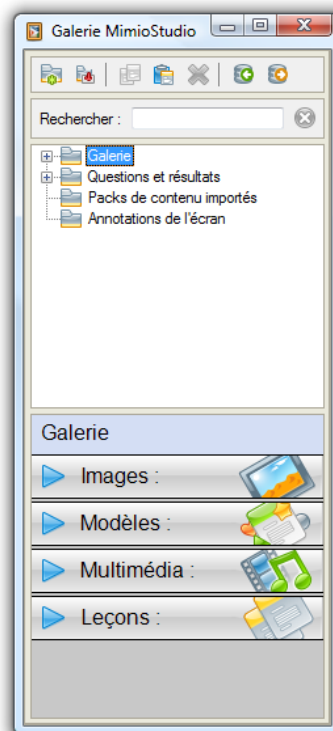 Galerie MimioStudio
Rechercher :
Galerie
Questions et résultats
Packs de contenu importés
Annotations de l'écran
Galerie
Images :
Modèles :
Multimédia :
Leçons :